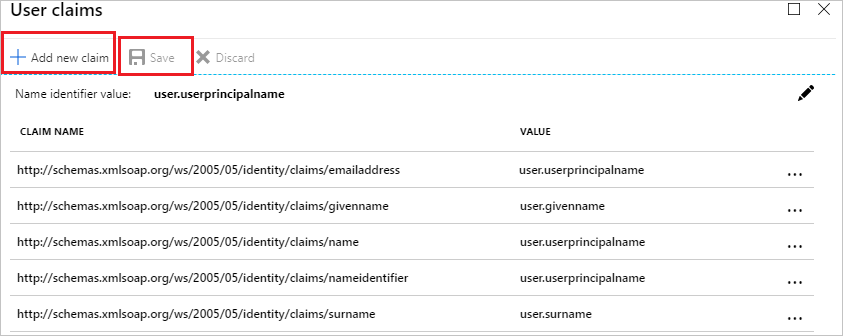 User claims
Add new claim Save Discard
Name identifier value: user.userprincipalname
CLAIM NAME VALUE
http://schemas.xmlsoap.org/ws/2005/05/identity/claims/emailaddress user.userprincipalname ...
http://schemas.xmlsoap.org/ws/2005/05/identity/claims/givenname user.givenname ...
http://schemas.xmlsoap.org/ws/2005/05/identity/claims/name user.userprincipalname ...
http://schemas.xmlsoap.org/ws/2005/05/identity/claims/nameidentifier user.userprincipalname ...
http://schemas.xmlsoap.org/ws/2005/05/identity/claims/surname user.surname ...